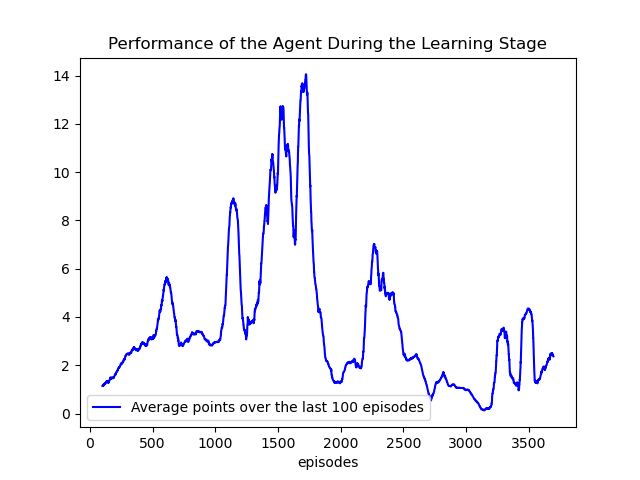 Performance of the Agent During the Learning Stage
14
12
10
8
6
4
2
0
Average points over the last 100 episodes
0 500 1000 1500 2000 2500 3000 3500
episodes